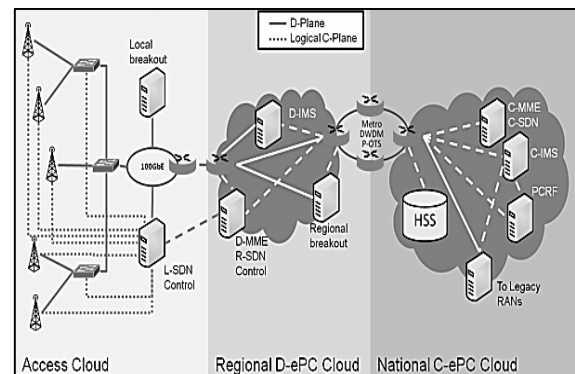 D-Plane
Logical C-Plane
Local
breakout
100GbE
L-SDN
Control
Access Cloud
D-IMS
D-MME
R-SDN
Control
Regional
breakout
Regional D-ePC Cloud
Metro
DWDM
P-OTS
C-MME
C-SDN
C-IMS
PCRF
HSS
To Legacy
RANs
National C-ePC Cloud